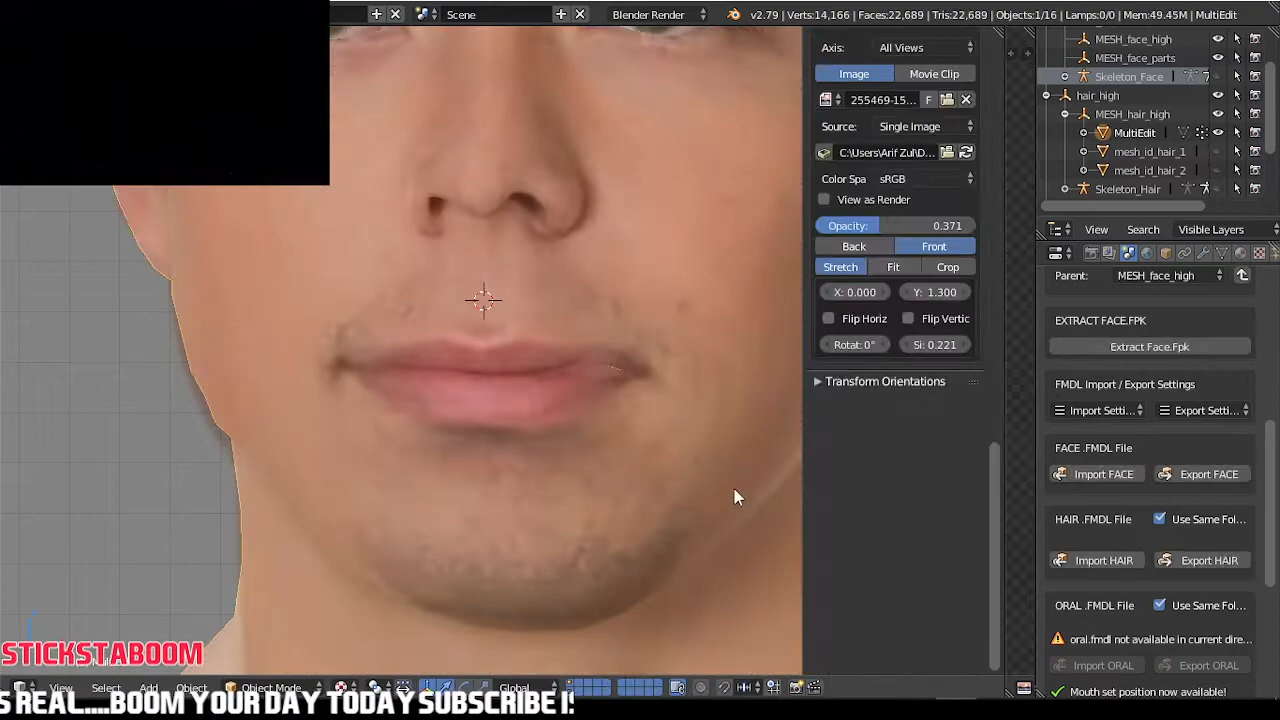 Scene
Blender Render
v2.79 | Verts:14,166 | Faces:22,689 | Tris:22,689 | Objects:1/16 | Lamps:0/0 | Mem:49.45M | MultiEdit
Axis: All Views
Image Movie Clip
255469-15... F
Source: Single Image
C:\Users\Arif Zul\D...
Color Spa sRGB
View as Render
Opacity: 0.371
Back Front
Stretch Fit Crop
X: 0.000 Y: 1.300
Flip Horiz Flip Vertic
Rotat: 0° Si: 0.221
Transform Orientations
MESH_face_high
MESH_face_parts
Skeleton_Face
hair_high
MESH_hair_high
MultiEdit
mesh_id_hair_1
mesh_id_hair_2
Skeleton_Hair
View Search Visible Layers
Parent: MESH_face_high
EXTRACT FACE.FPK
Extract Face.Fpk
FMDL Import / Export Settings
Import Setti... Export Setti...
FACE .FMDL File
Import FACE Export FACE
HAIR .FMDL File Use Same Fol...
Import HAIR Export HAIR
ORAL .FMDL File Use Same Fol...
oral.fmdl not available in current dire...
Import ORAL Export ORAL
Mouth set position now available!
STICKSTABOOM
View Select Add Object Object Mode Global
S REAL....BOOM YOUR DAY TODAY SUBSCRIBE I!